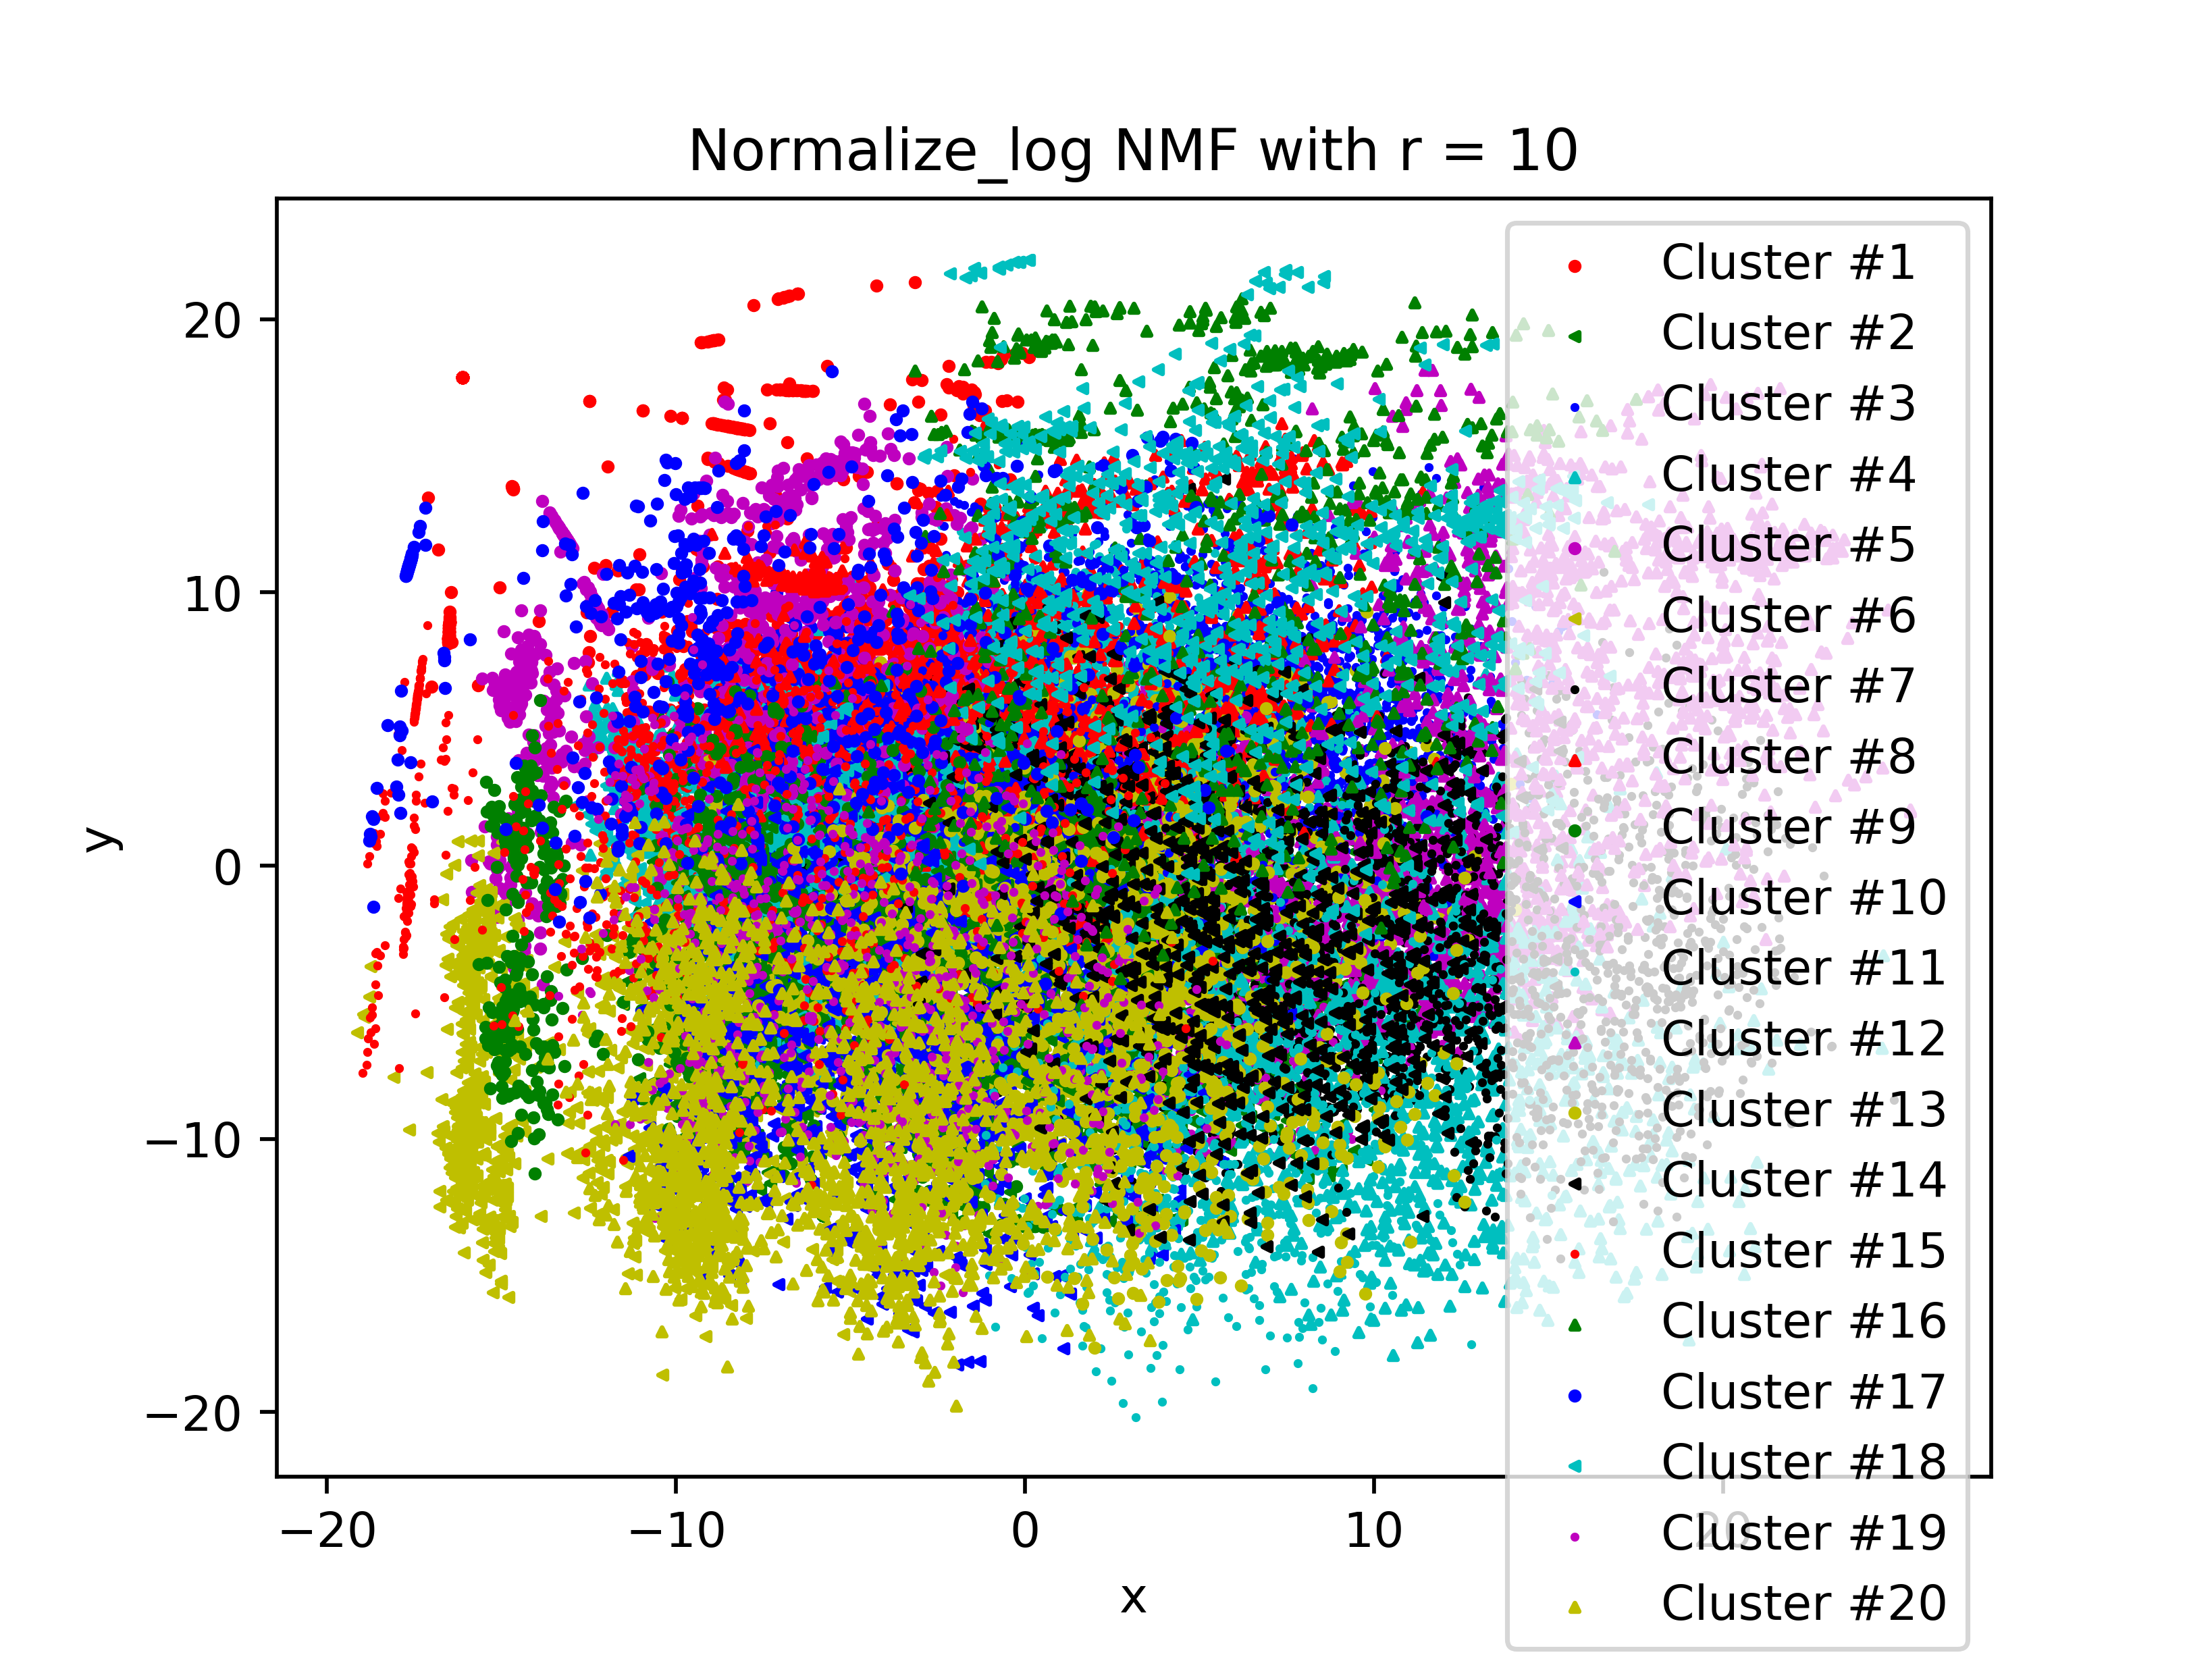 Normalize_log NMF with r = 10
y
20
10
0
−10
−20
−20
−10
0
10
20
x
Cluster #1
Cluster #2
Cluster #3
Cluster #4
Cluster #5
Cluster #6
Cluster #7
Cluster #8
Cluster #9
Cluster #10
Cluster #11
Cluster #12
Cluster #13
Cluster #14
Cluster #15
Cluster #16
Cluster #17
Cluster #18
Cluster #19
Cluster #20